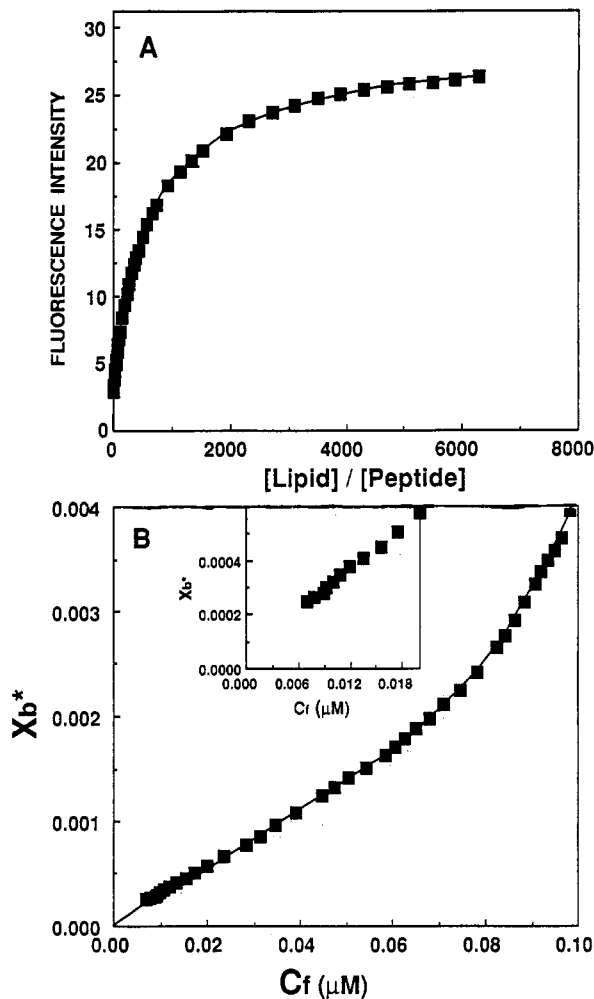 A
FLUORESCENCE INTENSITY
30
25
20
15
10
5
0
0 2000 4000 6000 8000
[Lipid] / [Peptide]
B
Xb*
0.004
0.003
0.002
0.001
0.000
0.00 0.02 0.04 0.06 0.08 0.10
Cf (μM)
Xb*
0.0004
0.0002
0.0000
0.000 0.006 0.012 0.018
Cf (μM)